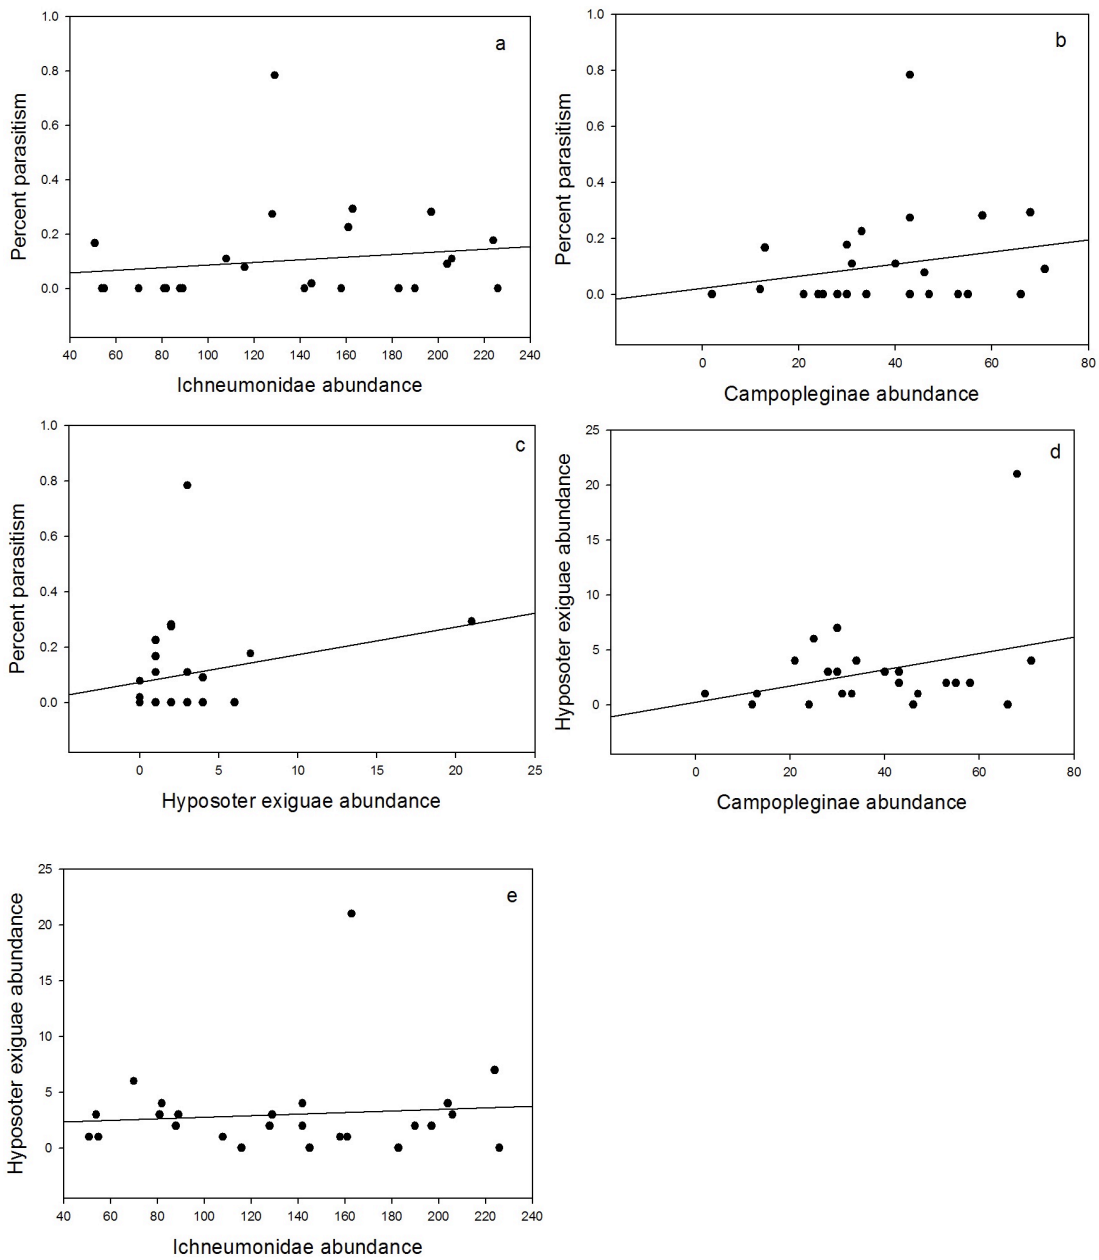 a
1.0
0.8
0.6
0.4
0.2
0.0
Percent parasitism
40 60 80 100 120 140 160 180 200 220 240
Ichneumonidae abundance
b
1.0
0.8
0.6
0.4
0.2
0.0
Percent parasitism
0 20 40 60 80
Campopleginae abundance
c
1.0
0.8
0.6
0.4
0.2
0.0
Percent parasitism
0 5 10 15 20 25
Hyposoter exiguae abundance
d
25
20
15
10
5
0
Hyposoter exiguae abundance
0 20 40 60 80
Campopleginae abundance
e
25
20
15
10
5
0
Hyposoter exiguae abundance
40 60 80 100 120 140 160 180 200 220 240
Ichneumonidae abundance